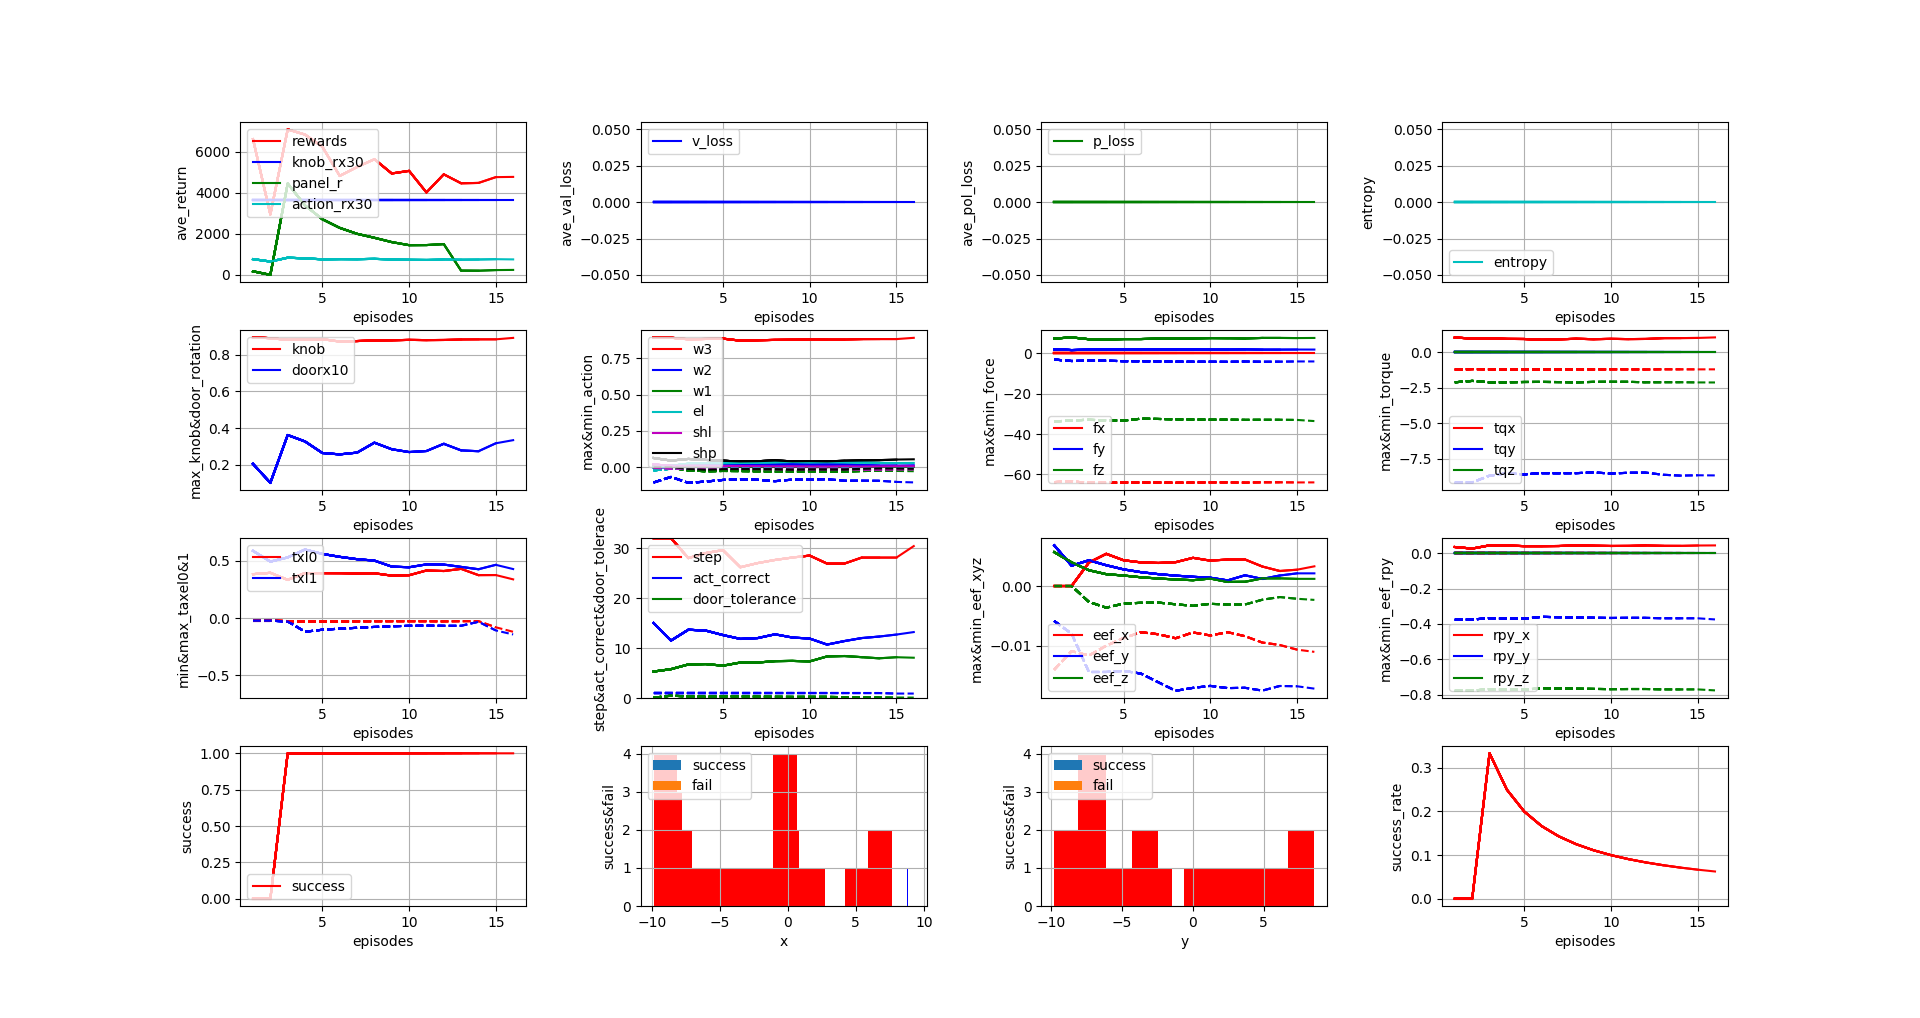 ave_return
6000
4000
2000
0
rewards
knob_rx30
panel_r
action_rx30
5 10 15
episodes
ave_val_loss
0.050
0.025
0.000
−0.025
−0.050
v_loss
5 10 15
episodes
ave_pol_loss
0.050
0.025
0.000
−0.025
−0.050
p_loss
5 10 15
episodes
entropy
0.050
0.025
0.000
−0.025
−0.050
entropy
5 10 15
episodes
max_knob&door_rotation
0.8
0.6
0.4
0.2
knob
doorx10
5 10 15
episodes
max&min_action
0.75
0.50
0.25
0.00
w3
w2
w1
el
shl
shp
5 10 15
episodes
max&min_force
0
−20
−40
−60
fx
fy
fz
5 10 15
episodes
max&min_torque
0.0
−2.5
−5.0
−7.5
tqx
tqy
tqz
5 10 15
episodes
min&max_taxel0&1
0.5
0.0
−0.5
txl0
txl1
5 10 15
episodes
step&act_correct&door_tolerace
30
20
10
0
step
act_correct
door_tolerance
5 10 15
episodes
max&min_eef_xyz
0.00
−0.01
eef_x
eef_y
eef_z
5 10 15
episodes
max&min_eef_rpy
0.0
−0.2
−0.4
−0.6
−0.8
rpy_x
rpy_y
rpy_z
5 10 15
episodes
success
1.00
0.75
0.50
0.25
0.00
success
5 10 15
episodes
success&fail
4
3
2
1
0
success
fail
−10 −5 0 5 10
x
success&fail
4
3
2
1
0
success
fail
−10 −5 0 5
y
success_rate
0.3
0.2
0.1
0.0
5 10 15
episodes